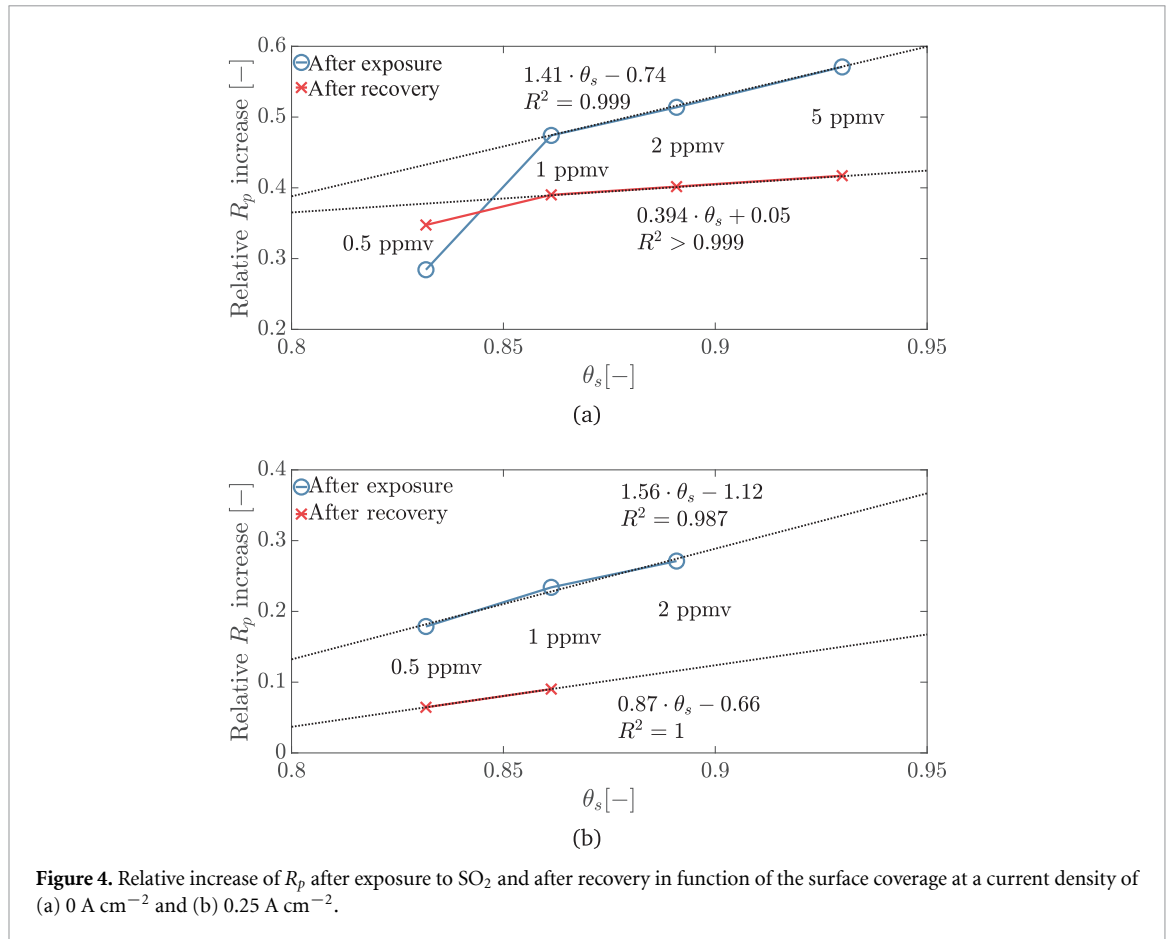 0.6
After exposure
After recovery
1.41 · θₛ − 0.74
R² = 0.999
5 ppmv
2 ppmv
1 ppmv
0.5
0.4
0.394 · θₛ + 0.05
R² > 0.999
0.5 ppmv
0.3
0.2
Relative Rₚ increase [−]
0.8
0.85
0.9
0.95
θₛ[−]
(a)
0.4
After exposure
After recovery
1.56 · θₛ − 1.12
R² = 0.987
0.3
2 ppmv
0.2
1 ppmv
0.5 ppmv
0.1
0.87 · θₛ − 0.66
R² = 1
0
Relative Rₚ increase [−]
0.8
0.85
0.9
0.95
θₛ[−]
(b)
Figure 4. Relative increase of Rₚ after exposure to SO₂ and after recovery in function of the surface coverage at a current density of
(a) 0 A cm⁻² and (b) 0.25 A cm⁻².